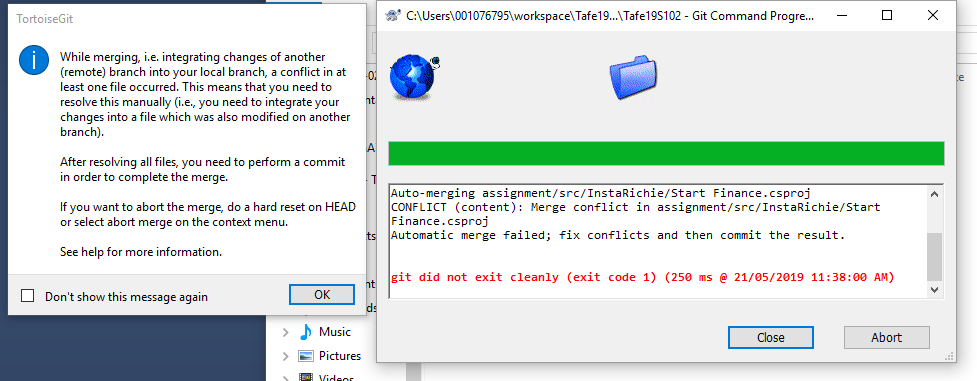 TortoiseGit
While merging, i.e. integrating changes of another
(remote) branch into your local branch, a conflict in at
least one file occurred. This means that you need to
resolve this manually (i.e., you need to integrate your
changes into a file which was also modified on another
branch).
After resolving all files, you need to perform a commit
in order to complete the merge.
If you want to abort the merge, do a hard reset on HEAD
or select abort merge on the context menu.
See help for more information.
Don't show this message again
OK
Music
Pictures
Videos
C:\Users\001076795\workspace\Tafe19...\Tafe19S102 - Git Command Progre...
Auto-merging assignment/src/InstaRichie/Start Finance.csproj
CONFLICT (content): Merge conflict in assignment/src/InstaRichie/Start
Finance.csproj
Automatic merge failed; fix conflicts and then commit the result.
git did not exit cleanly (exit code 1) (250 ms @ 21/05/2019 11:38:00 AM)
Close
Abort